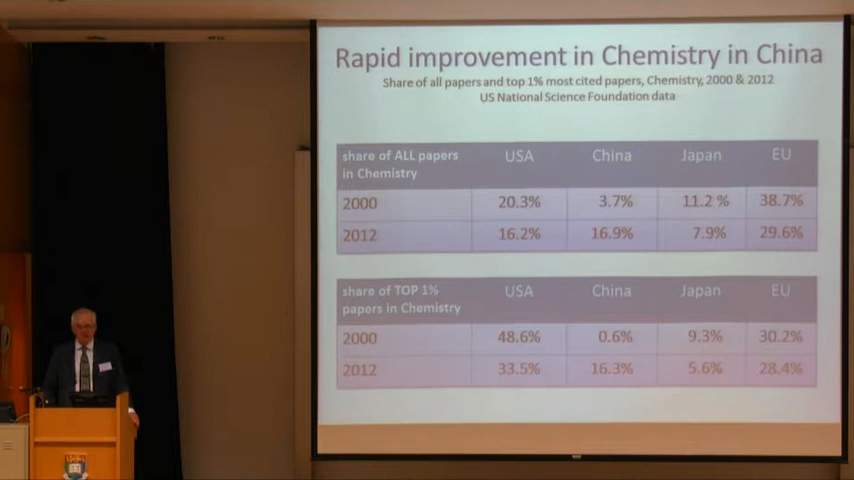 Rapid improvement in Chemistry in China
Share of all papers and top 1% most cited papers, Chemistry, 2000 & 2012
US National Science Foundation data
share of ALL papers in Chemistry USA China Japan EU
2000 20.3% 3.7% 11.2 % 38.7%
2012 16.2% 16.9% 7.9% 29.6%
share of TOP 1% papers in Chemistry USA China Japan EU
2000 48.6% 0.6% 9.3% 30.2%
2012 33.5% 16.3% 5.6% 28.4%